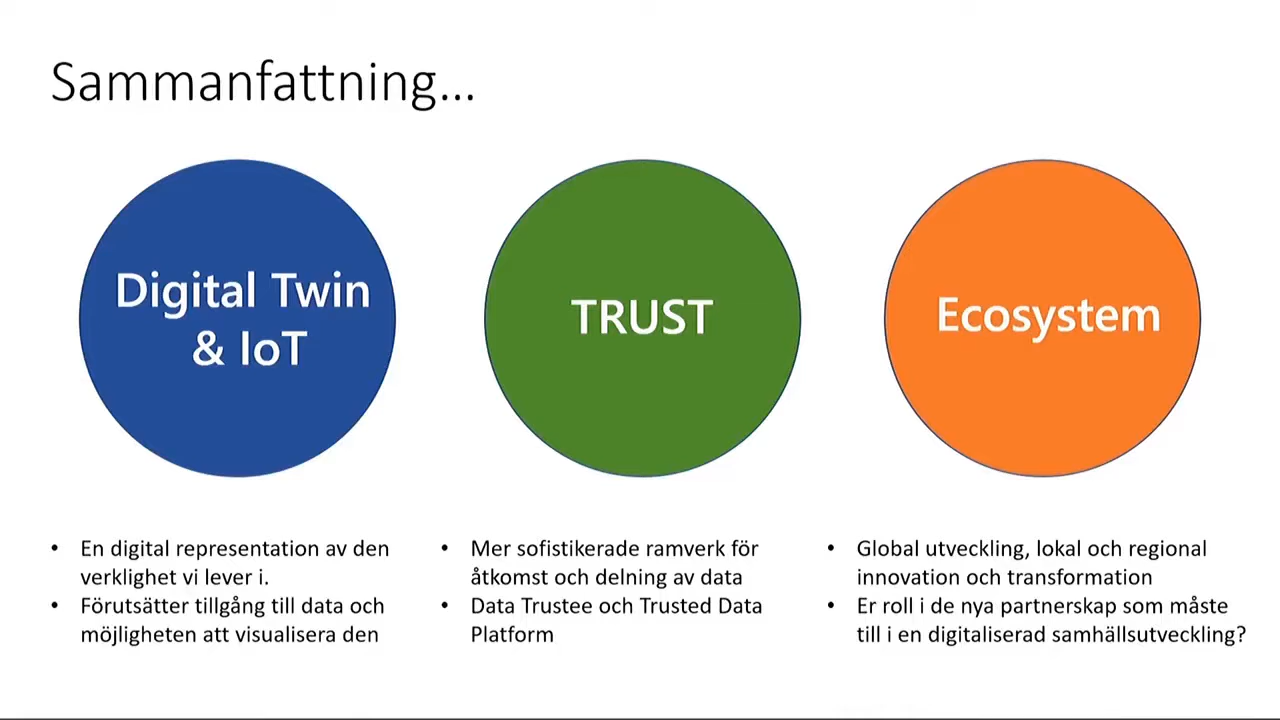 Sammanfattning...
Digital Twin
& IoT
TRUST
Ecosystem
• En digital representation av den
verklighet vi lever i.
• Förutsätter tillgång till data och
möjligheten att visualisera den
• Mer sofistikerade ramverk för
åtkomst och delning av data
• Data Trustee och Trusted Data
Platform
• Global utveckling, lokal och regional
innovation och transformation
• Er roll i de nya partnerskap som måste
till i en digitaliserad samhällsutveckling?